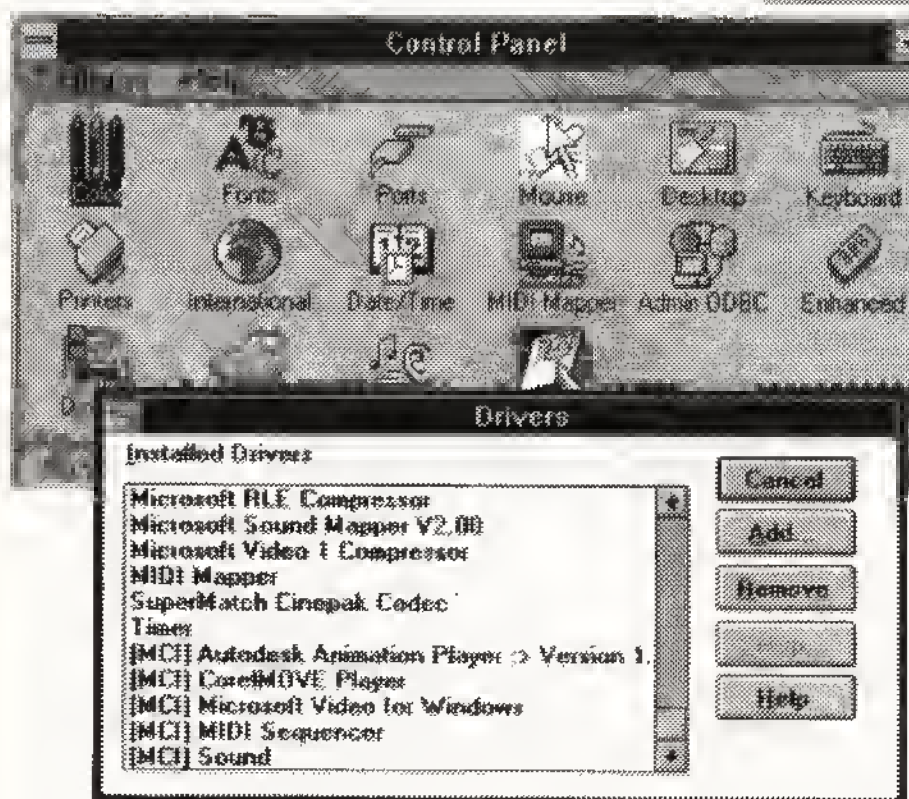 Control Panel
Color Fonts Ports Mouse Desktop Keyboard
Printers International Date/Time MIDI Mapper Admin ODBC Enhanced
Drivers
Installed Drivers
Cancel
Microsoft RLE Compressor
Microsoft Sound Mapper V2.00
Add...
Microsoft Video 1 Compressor
MIDI Mapper
Remove
SuperMatch Cinepak Codec
Timer
[MCI] Autodesk Animation Player -> Version 1.
[MCI] CorelMOVE Player
Help
[MCI] Microsoft Video for Windows
[MCI] MIDI Sequencer
[MCI] Sound